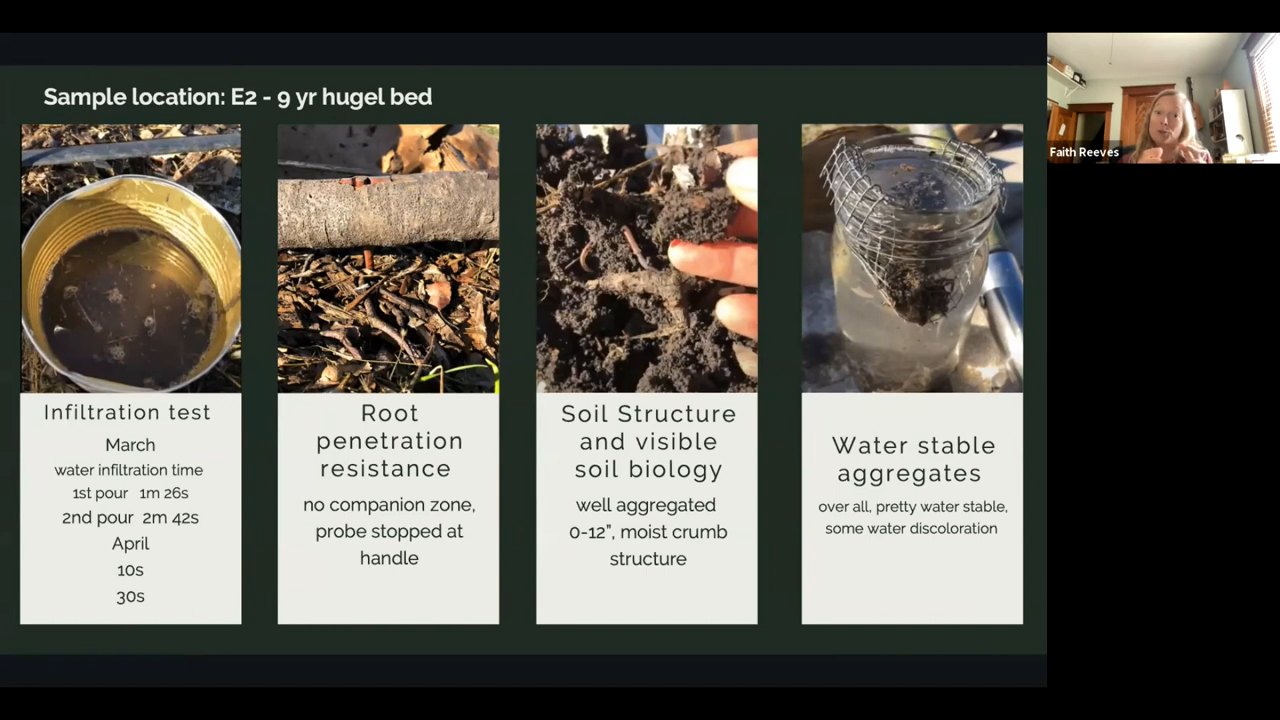 Sample location: E2 - 9 yr hugel bed
Faith Reeves
Infiltration test
March
water infiltration time
1st pour 1m 26s
2nd pour 2m 42s
April
10s
30s
Root
penetration
resistance
no companion zone,
probe stopped at
handle
Soil Structure
and visible
soil biology
well aggregated
0-12", moist crumb
structure
Water stable
aggregates
over all, pretty water stable,
some water discoloration